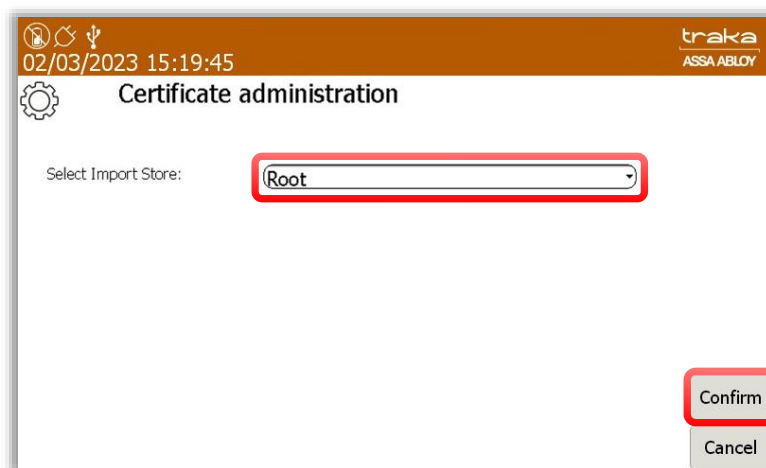 traka
02/03/2023 15:19:45
ASSA ABLOY
Certificate administration
Select Import Store:
Root
Confirm
Cancel